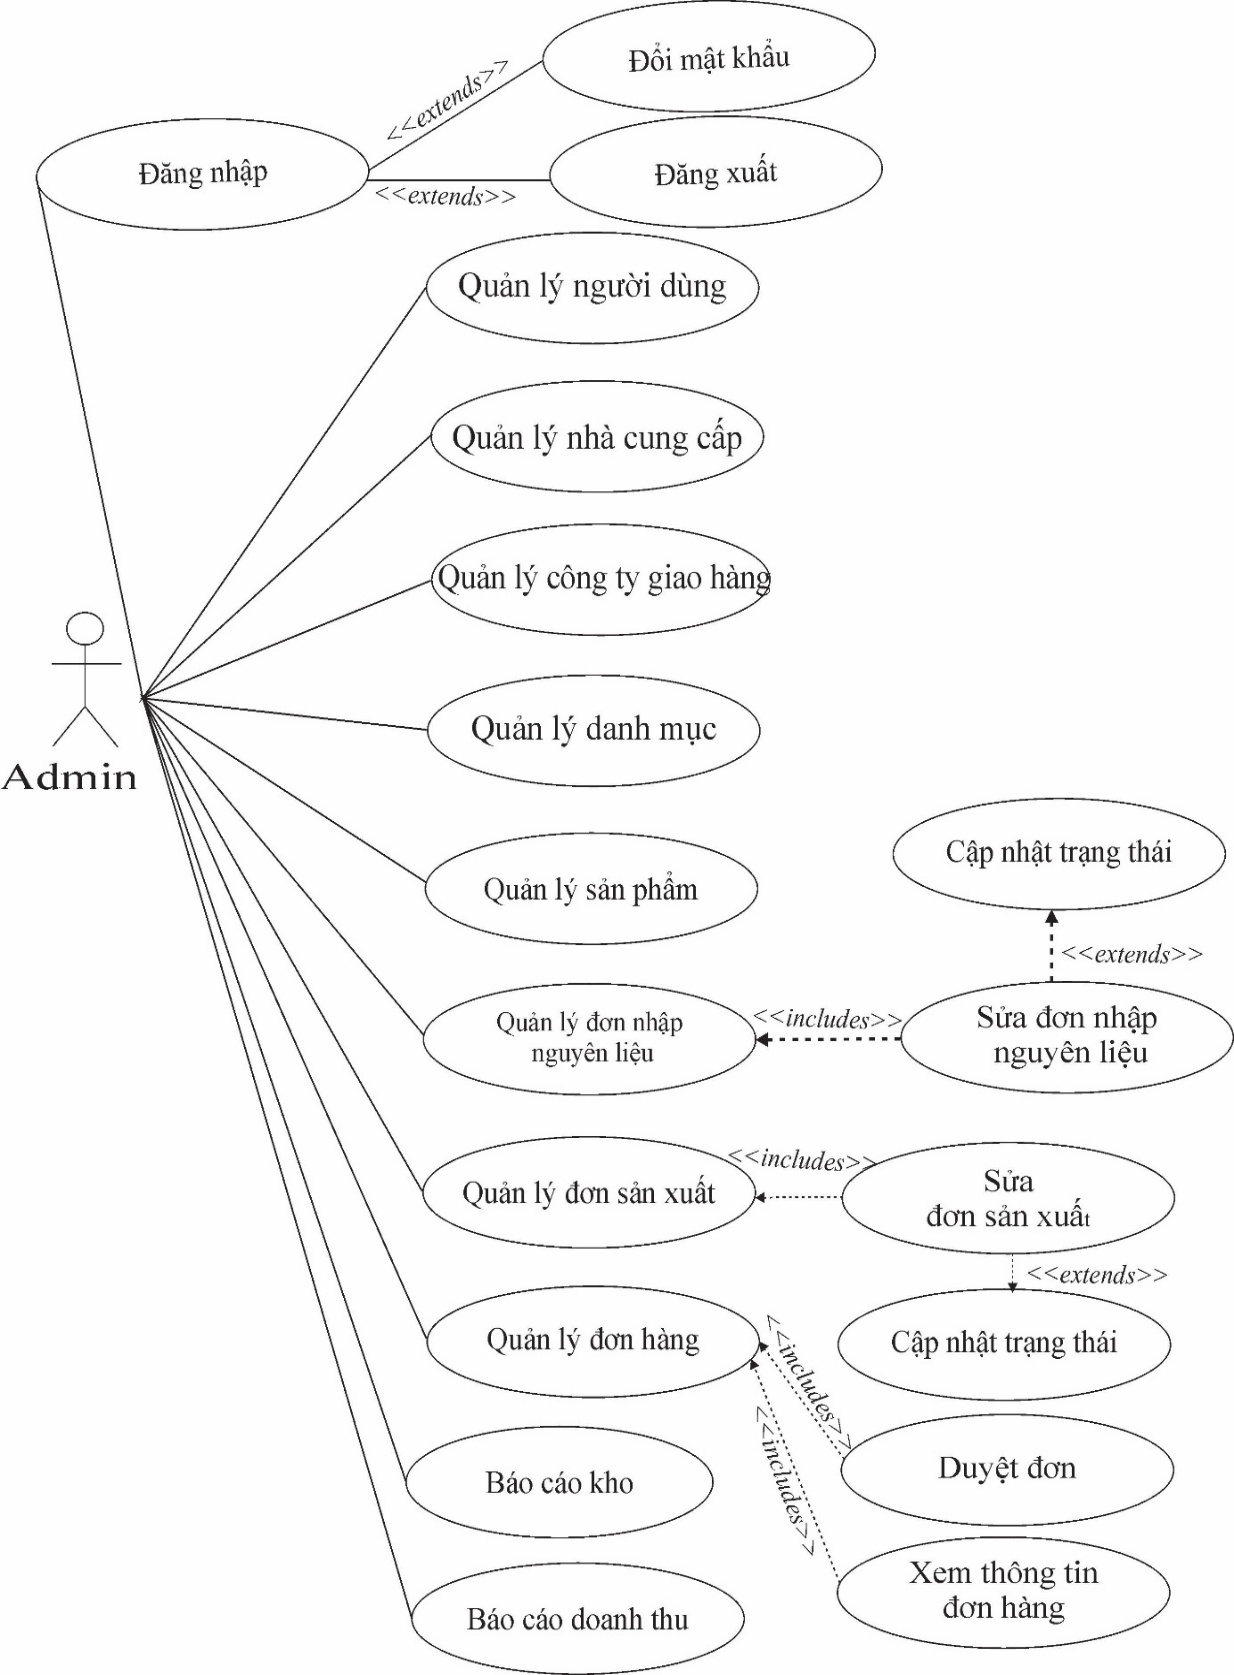 Đổi mật khẩu
<<extends>>
Đăng nhập
Đăng xuất
<<extends>>
Quản lý người dùng
Quản lý nhà cung cấp
Quản lý công ty giao hàng
Quản lý danh mục
Admin
Cập nhật trạng thái
Quản lý sản phẩm
<<extends>>
Quản lý đơn nhập
nguyên liệu
<<includes>>
Sửa đơn nhập
nguyên liệu
<<includes>>
Quản lý đơn sản xuất
Sửa
đơn sản xuất
<<extends>>
Quản lý đơn hàng
<<includes>>
Cập nhật trạng thái
<<includes>>
Duyệt đơn
Báo cáo kho
Xem thông tin
đơn hàng
Báo cáo doanh thu